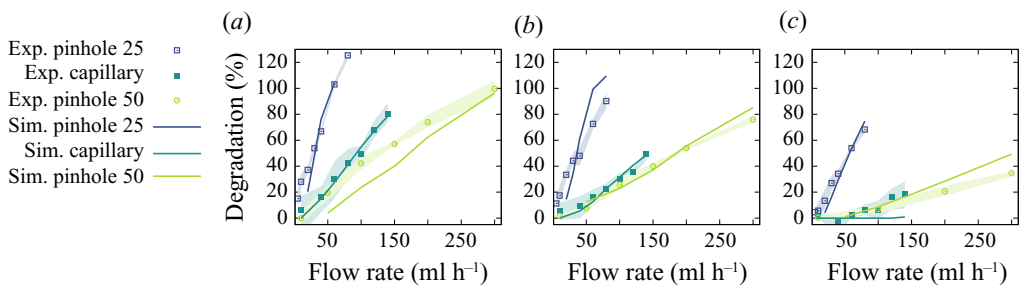 (a)
(b)
(c)
Exp. pinhole 25
Exp. capillary
Exp. pinhole 50
Sim. pinhole 25
Sim. capillary
Sim. pinhole 50
Degradation (%)
120
100
80
60
40
20
0
50
150
250
Flow rate (ml h⁻¹)
120
100
80
60
40
20
0
50
150
250
Flow rate (ml h⁻¹)
120
100
80
60
40
20
0
50
150
250
Flow rate (ml h⁻¹)